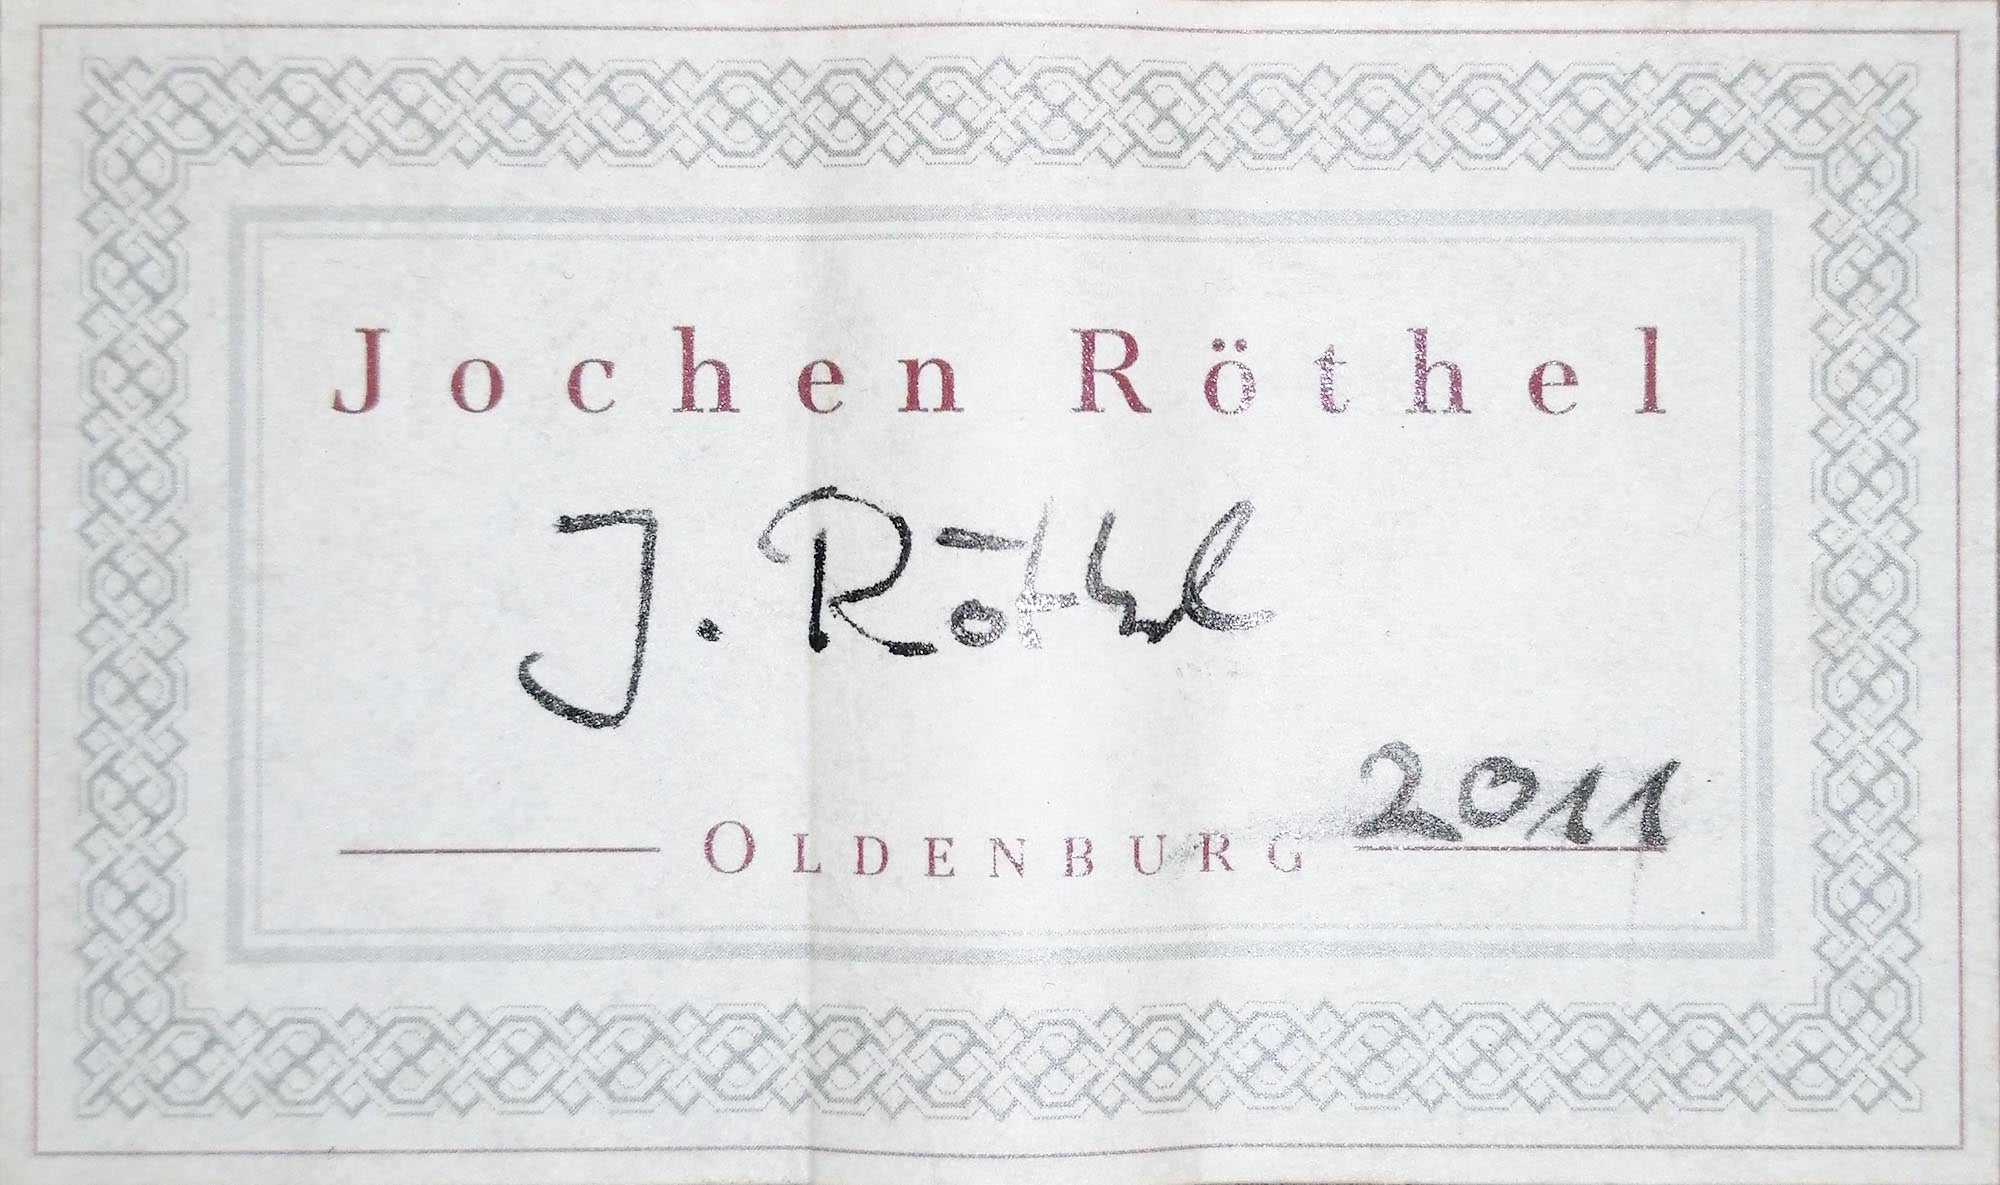 Jochen Röthel
J. Röthel
2011
OLDENBURG